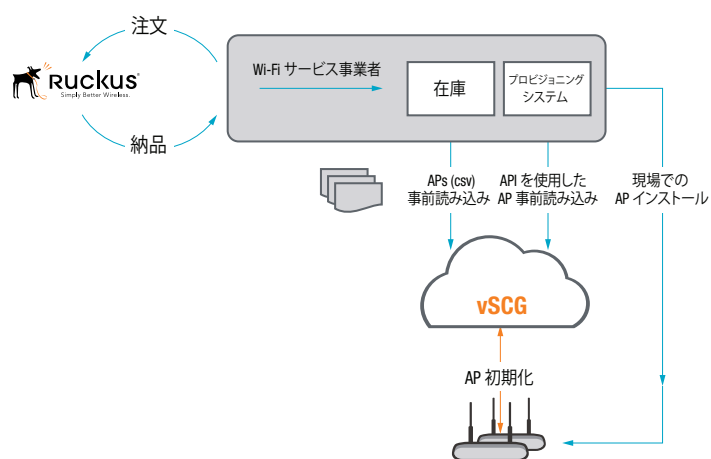 注文
Ruckus
Simply Better Wireless.
納品
Wi-Fi サービス事業者
在庫
プロビジョニング
システム
APs (csv)
事前読み込み
API を使用した
AP 事前読み込み
現場での
AP インストール
vSCG
AP 初期化